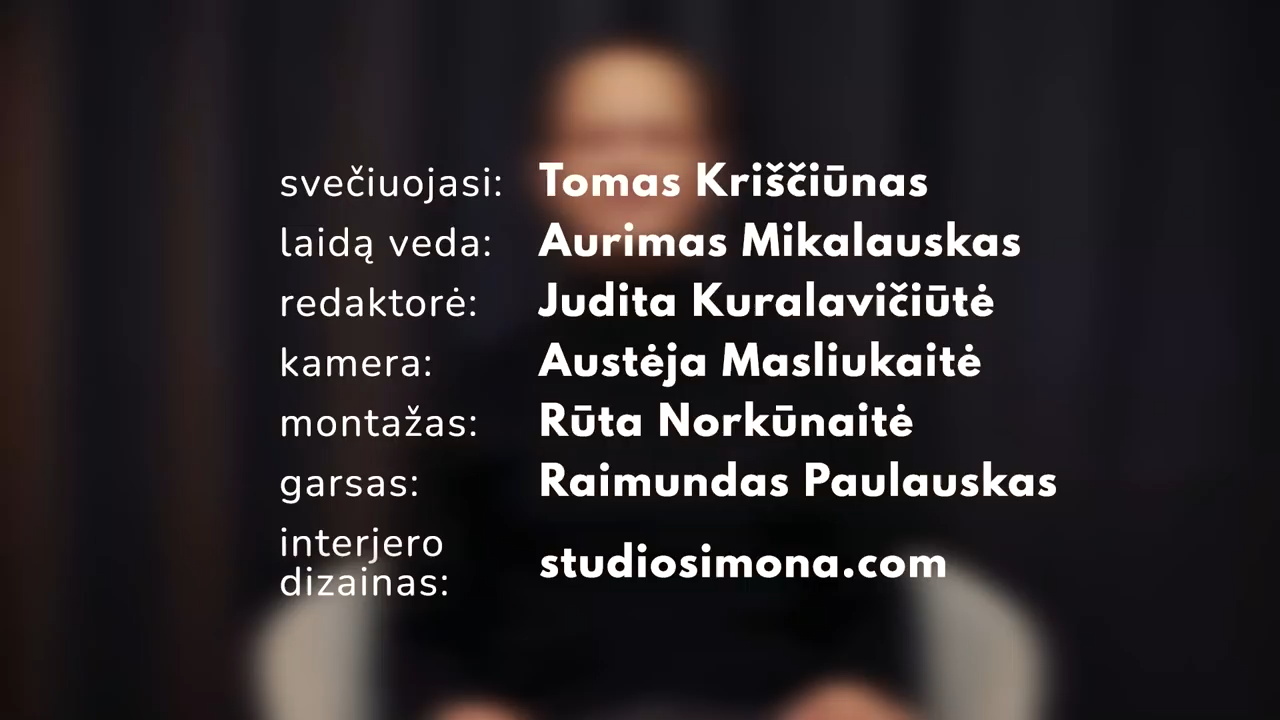 svečiuojasi: Tomas Kriščiūnas
laidą veda: Aurimas Mikalauskas
redaktorė: Judita Kuralavičiūtė
kamera: Austėja Masliukaitė
montažas: Rūta Norkūnaitė
garsas: Raimundas Paulauskas
interjero
dizainas: studiosimona.com